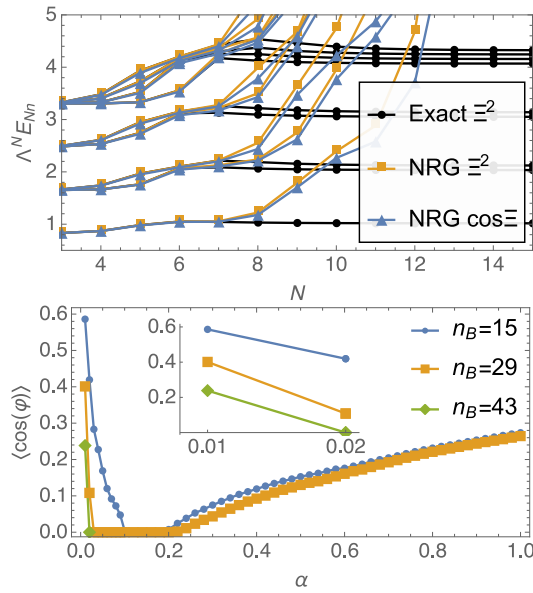 Λ^N E_{Nn}
5
4
3
2
1
Exact Ξ²
NRG Ξ²
NRG cosΞ
4 6 8 10 12 14
N
⟨cos(φ)⟩
0.6
0.5
0.4
0.3
0.2
0.1
0.0
0.6
0.4
0.2
0.01 0.02
n_B=15
n_B=29
n_B=43
0.0 0.2 0.4 0.6 0.8 1.0
α